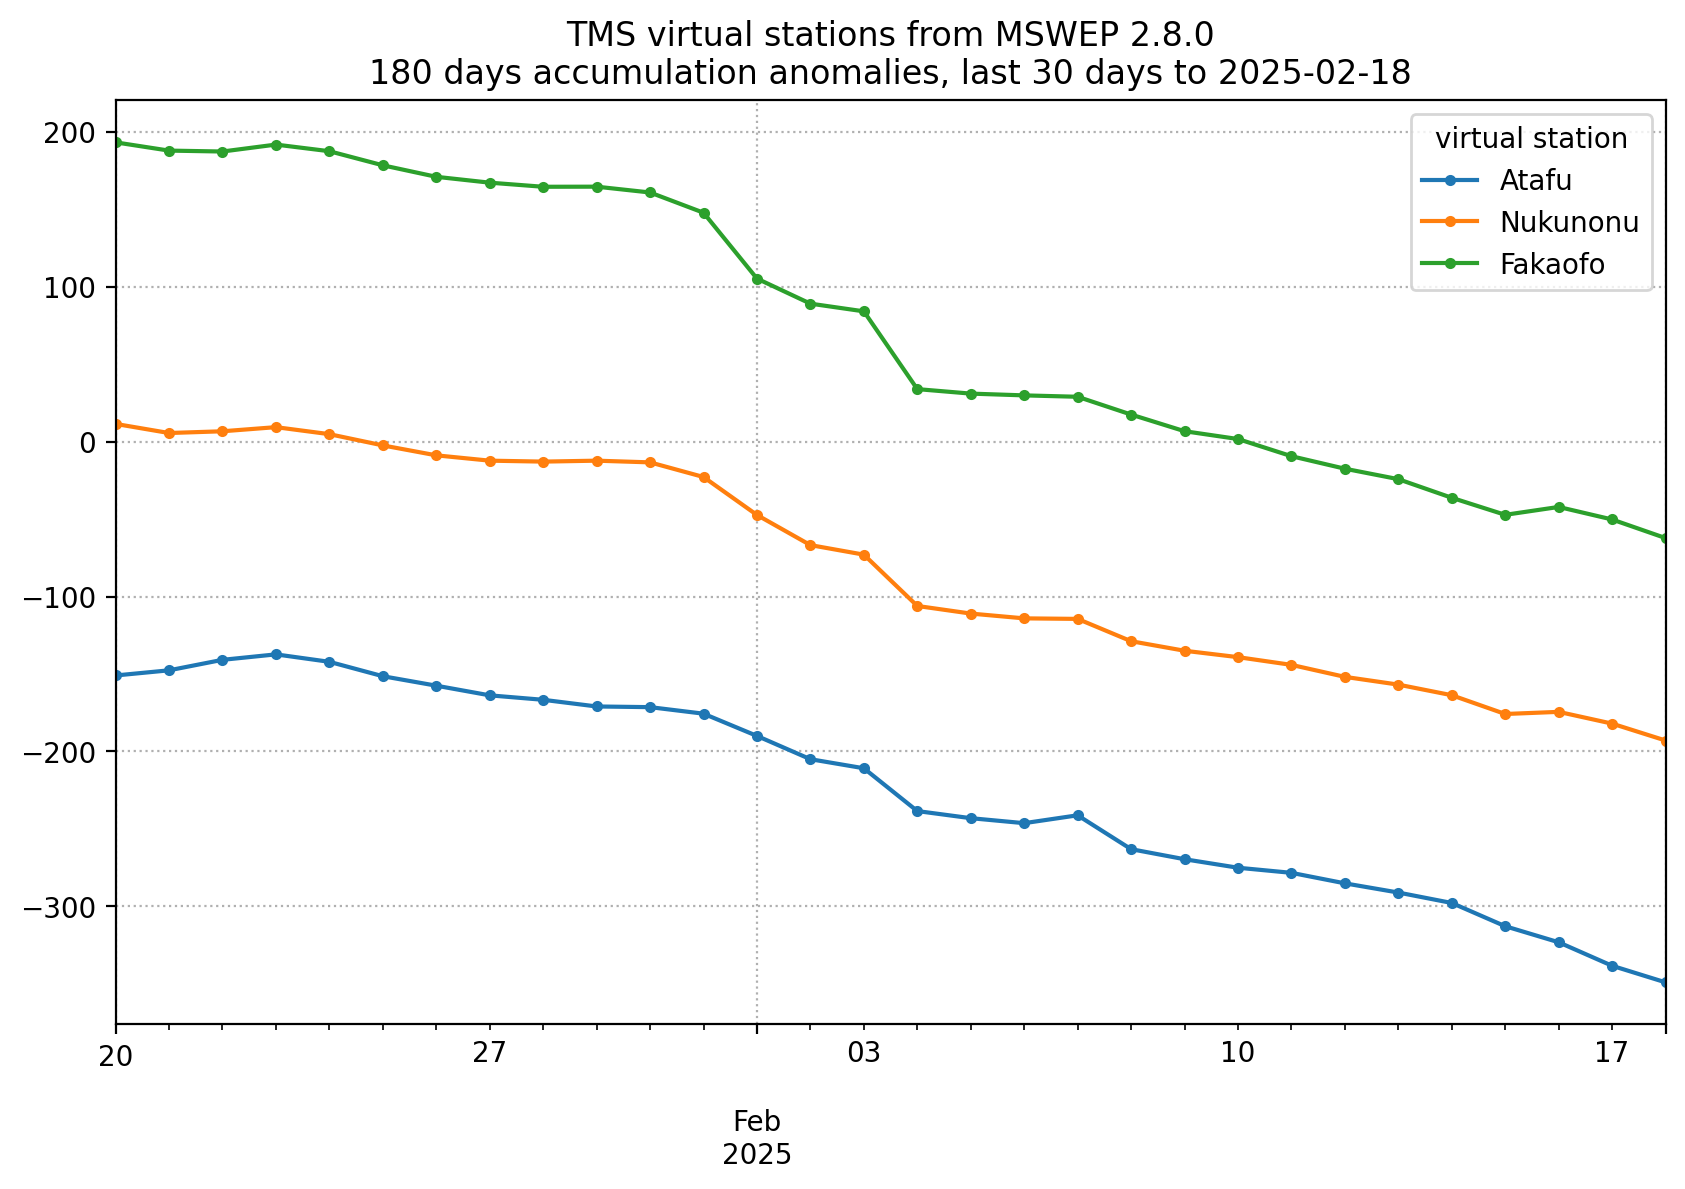 TMS virtual stations from MSWEP 2.8.0
180 days accumulation anomalies, last 30 days to 2025-02-18
virtual station
Atafu
Nukunonu
Fakaofo
200
100
0
−100
−200
−300
20 27 03 10 17
Feb
2025